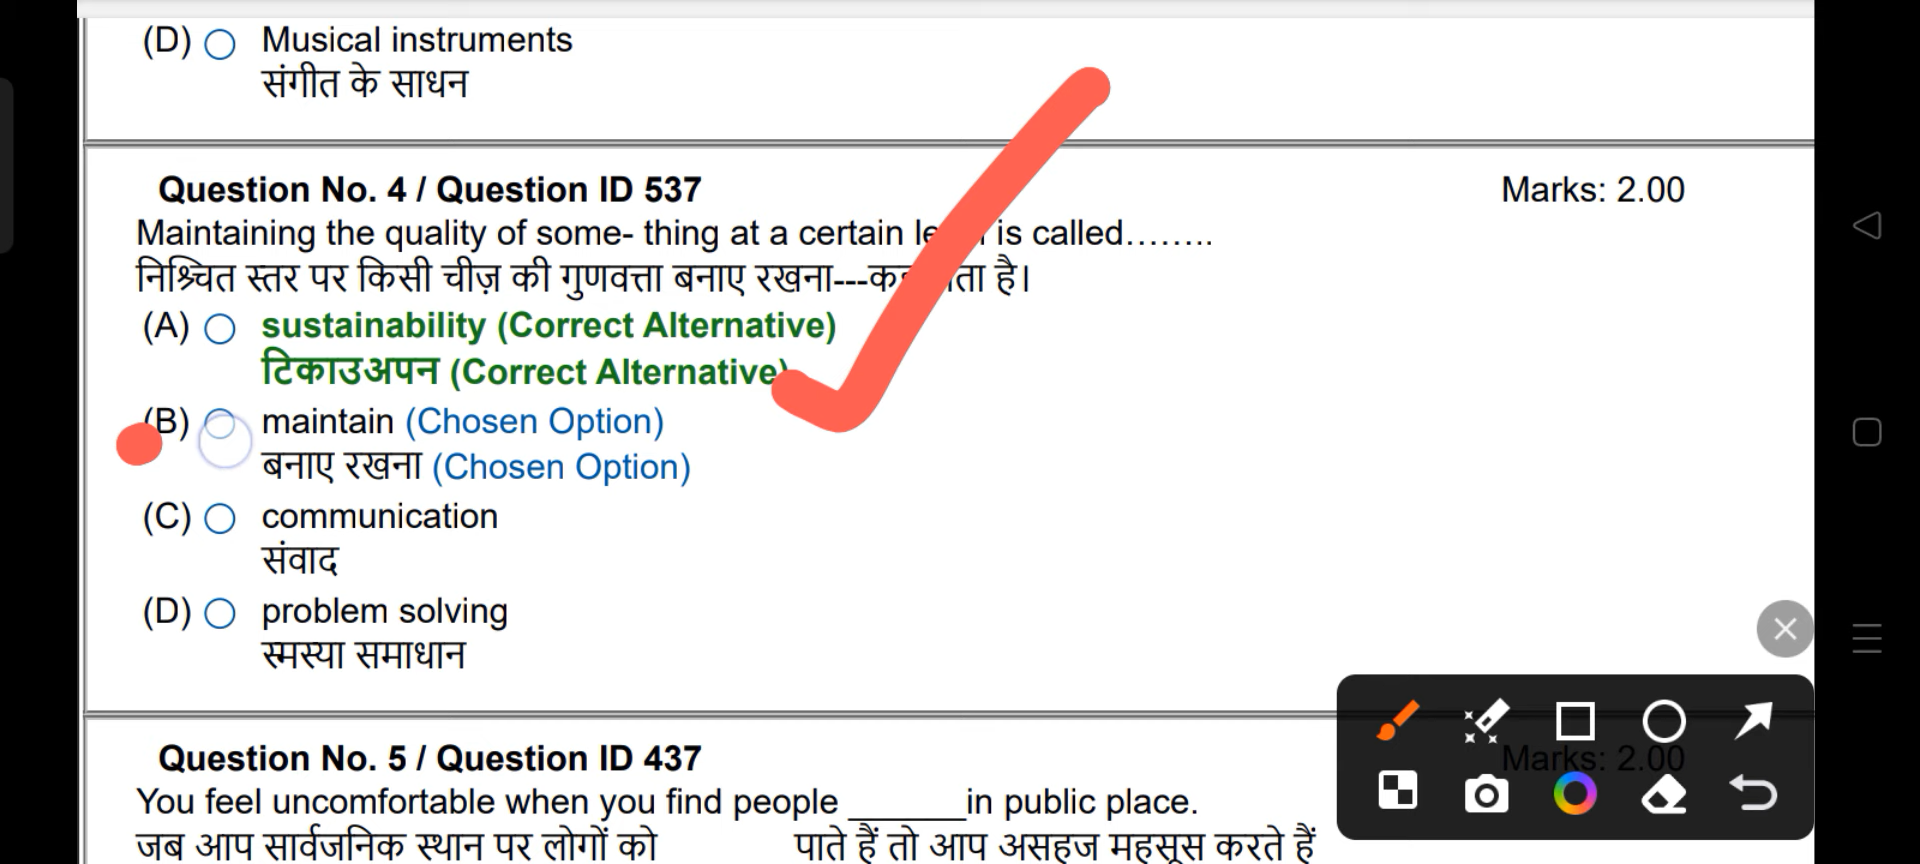 (D) Musical instruments
संगीत के साधन
Question No. 4 / Question ID 537 Marks: 2.00
Maintaining the quality of some- thing at a certain is called........
निश्चित स्तर पर किसी चीज़ की गुणवत्ता बनाए रखना--- है।
(A) sustainability (Correct Alternative)
टिकाउअपन (Correct Alternative)
(B) maintain (Chosen Option)
बनाए रखना (Chosen Option)
(C) communication
संवाद
(D) problem solving
स्मस्या समाधान
Question No. 5 / Question ID 437 Marks: 2.00
You feel uncomfortable when you find people ______in public place.
जब आप सार्वजनिक स्थान पर लोगों को पाते हैं तो आप असहज महसूस करते हैं